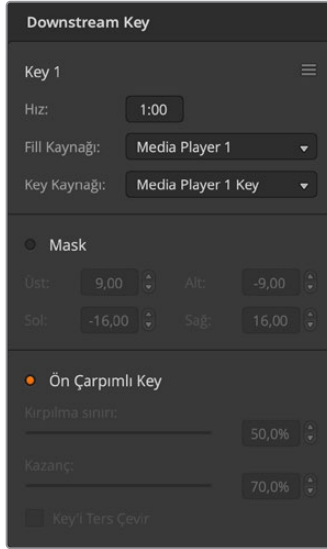 Downstream Key
Key 1
Hız: 1:00
Fill Kaynağı: Media Player 1
Key Kaynağı: Media Player 1 Key
Mask
Üst: 9,00 Alt: -9,00
Sol: -16,00 Sağ: 16,00
Ön Çarpımlı Key
Kırpılma sınırı:
50,0%
Kazanç:
70,0%
Key'i Ters Çevir